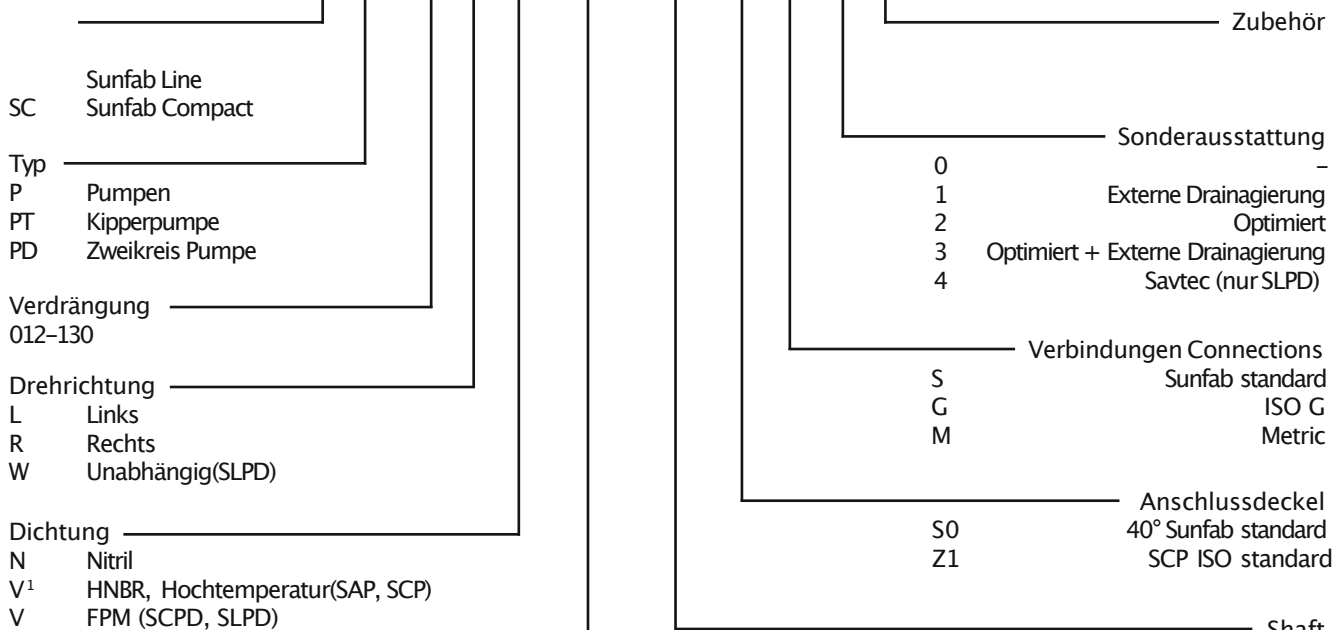 Zubehör
Sunfab Line
SC Sunfab Compact
Typ
P Pumpen
PT Kipperpumpe
PD Zweikreis Pumpe
Verdrängung
012–130
Drehrichtung
L Links
R Rechts
W Unabhängig(SLPD)
Dichtung
N Nitril
V¹ HNBR, Hochtemperatur(SAP, SCP)
V FPM (SCPD, SLPD)
Sonderausstattung
0 –
1 Externe Drainagierung
2 Optimiert
3 Optimiert + Externe Drainagierung
4 Savtec (nur SLPD)
Verbindungen Connections
S Sunfab standard
G ISO G
M Metric
Anschlussdeckel
S0 40° Sunfab standard
Z1 SCP ISO standard
Shaft